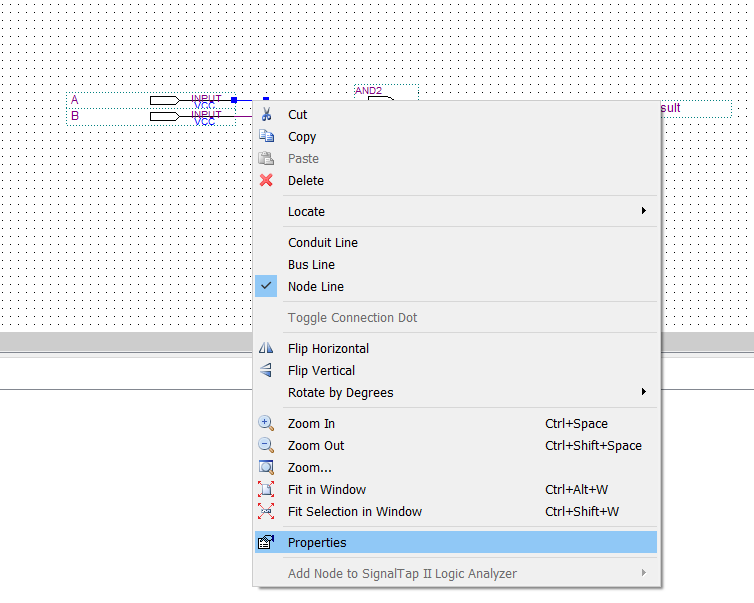 AND2
A
INPUT
VCC
B
INPUT
VCC
sult
Cut
Copy
Paste
Delete
Locate
Conduit Line
Bus Line
Node Line
Toggle Connection Dot
Flip Horizontal
Flip Vertical
Rotate by Degrees
Zoom In Ctrl+Space
Zoom Out Ctrl+Shift+Space
Zoom...
Fit in Window Ctrl+Alt+W
Fit Selection in Window Ctrl+Shift+W
Properties
Add Node to SignalTap II Logic Analyzer